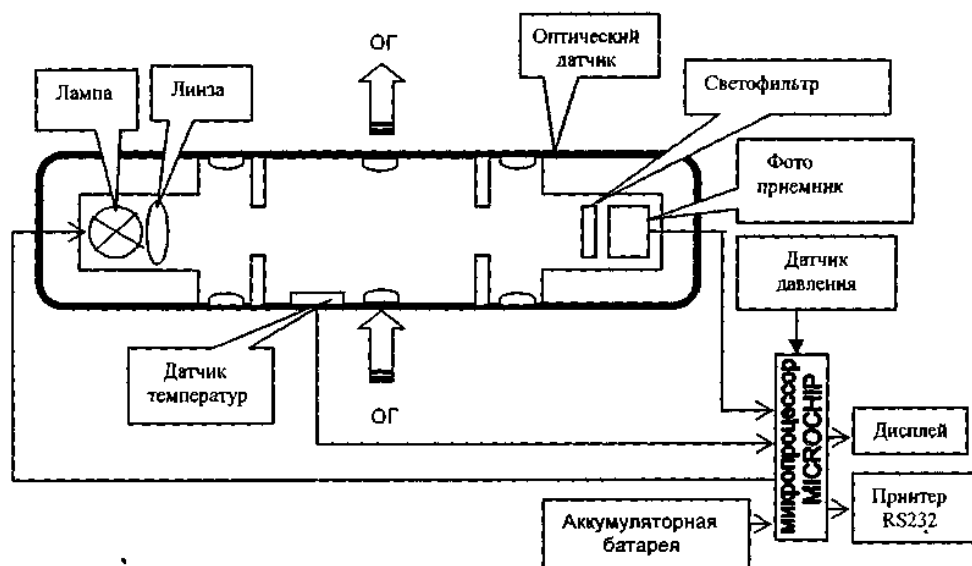 ОГ
Оптический
датчик
Светофильтр
Лампа
Линза
Фото
приемник
Датчик
давления
Датчик
температур
ОГ
микропроцессор
MICROCHIP
Дисплей
Принтер
RS232
Аккумуляторная
батарея